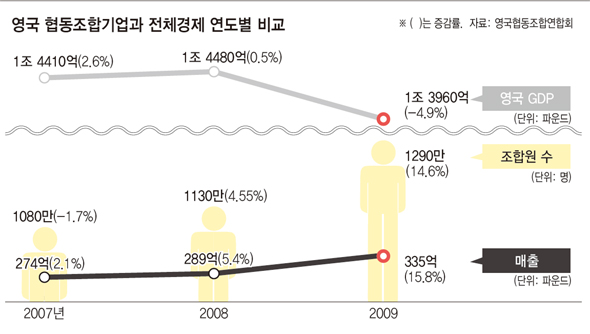 영국 협동조합기업과 전체경제 연도별 비교
※ ( )는 증감률. 자료: 영국협동조합연합회
1조 4410억(2.6%)
1조 4480억(0.5%)
1조 3960억
(-4.9%)
영국 GDP
(단위: 파운드)
1080만(-1.7%)
1130만(4.55%)
1290만
(14.6%)
조합원 수
(단위: 명)
274억(2.1%)
289억(5.4%)
335억
(15.8%)
매출
(단위: 파운드)
2007년
2008
2009